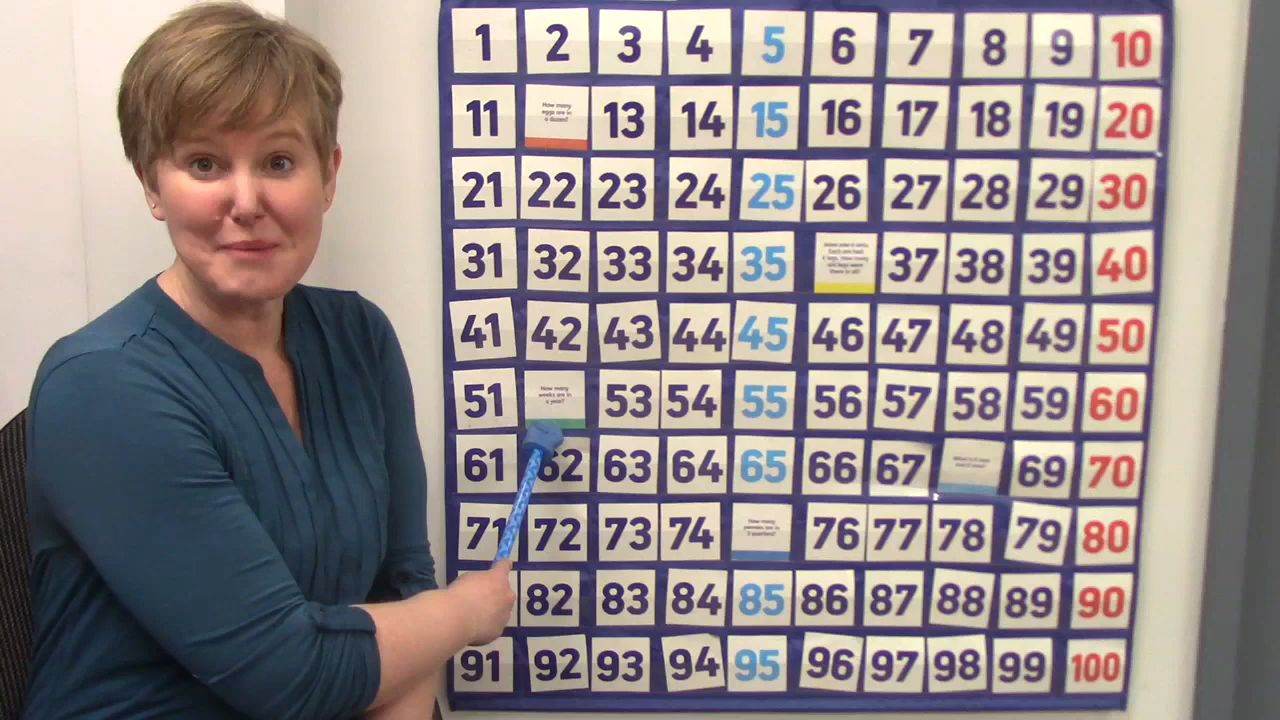 1 2 3 4 5 6 7 8 9 10
11 How many eggs are in a dozen? 13 14 15 16 17 18 19 20
21 22 23 24 25 26 27 28 29 30
31 32 33 34 35 37 38 39 40
41 42 43 44 45 46 47 48 49 50
51 How many weeks are in a year? 53 54 55 56 57 58 59 60
61 62 63 64 65 66 67 69 70
71 72 73 74 How many pennies are in 3 quarters? 76 77 78 79 80
82 83 84 85 86 87 88 89 90
91 92 93 94 95 96 97 98 99 100